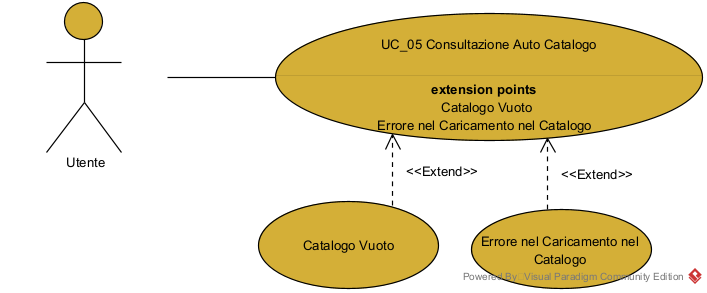 UC_05 Consultazione Auto Catalogo
extension points
Catalogo Vuoto
Errore nel Caricamento nel Catalogo
Utente
<<Extend>>
<<Extend>>
Catalogo Vuoto
Errore nel Caricamento nel
Catalogo
Powered By: Visual Paradigm Community Edition